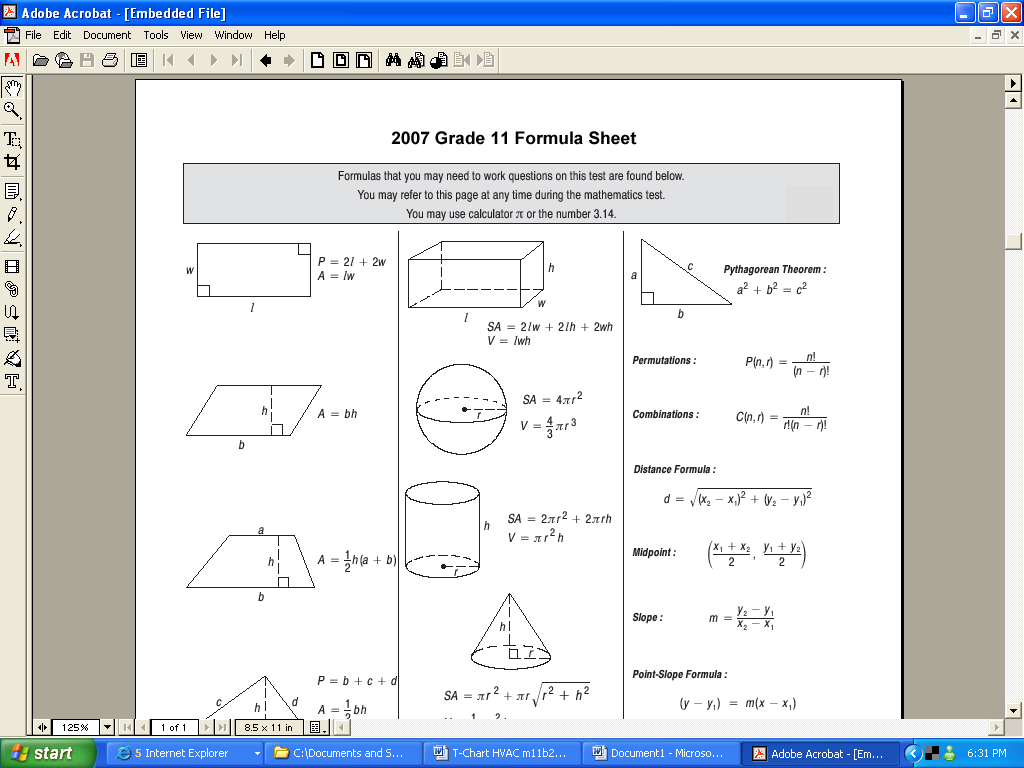 Adobe Acrobat - [Embedded File]
File Edit Document Tools View Window Help
2007 Grade 11 Formula Sheet
Formulas that you may need to work questions on this test are found below.
You may refer to this page at any time during the mathematics test.
You may use calculator π or the number 3.14.
w
l
P = 2l + 2w
A = lw
h
b
A = bh
a
h
b
A = 1/2 h(a + b)
c
h
d
P = b + c + d
A = 1/2 bh
h
w
l
SA = 2lw + 2lh + 2wh
V = lwh
r
SA = 4πr²
V = 4/3 πr³
h
r
SA = 2πr² + 2πrh
V = πr²h
h
r
SA = πr² + πr√(r² + h²)
a
c
b
Pythagorean Theorem :
a² + b² = c²
Permutations : P(n, r) = n!/(n − r)!
Combinations : C(n, r) = n!/r!(n − r)!
Distance Formula :
d = √((x₂ − x₁)² + (y₂ − y₁)²)
Midpoint : ((x₁ + x₂)/2 , (y₁ + y₂)/2)
Slope : m = (y₂ − y₁)/(x₂ − x₁)
Point-Slope Formula :
(y − y₁) = m(x − x₁)
125% 1 of 1 8.5 x 11 in
start 5 Internet Explorer C:\Documents and S... T-Chart HVAC m11b2... Document1 - Microso... Adobe Acrobat - [Em... 6:31 PM